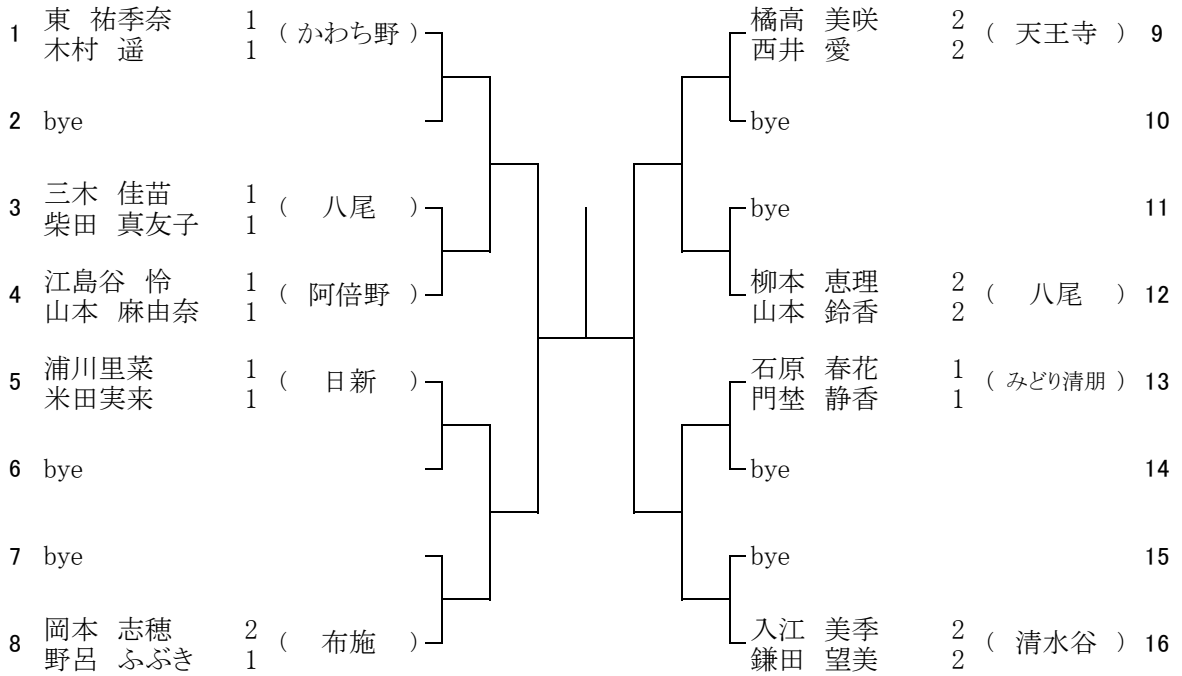 1 東 祐季奈 1 ( かわち野 )
木村 遥 1
2 bye
3 三木 佳苗 1 ( 八尾 )
柴田 真友子 1
4 江島谷 怜 1 ( 阿倍野 )
山本 麻由奈 1
5 浦川里菜 1 ( 日新 )
米田実来 1
6 bye
7 bye
8 岡本 志穂 2 ( 布施 )
野呂 ふぶき 1
橘高 美咲 2 ( 天王寺 ) 9
西井 愛 2
bye 10
bye 11
柳本 恵理 2 ( 八尾 ) 12
山本 鈴香 2
石原 春花 1 ( みどり清朋 ) 13
門埜 静香 1
bye 14
bye 15
入江 美季 2 ( 清水谷 ) 16
鎌田 望美 2